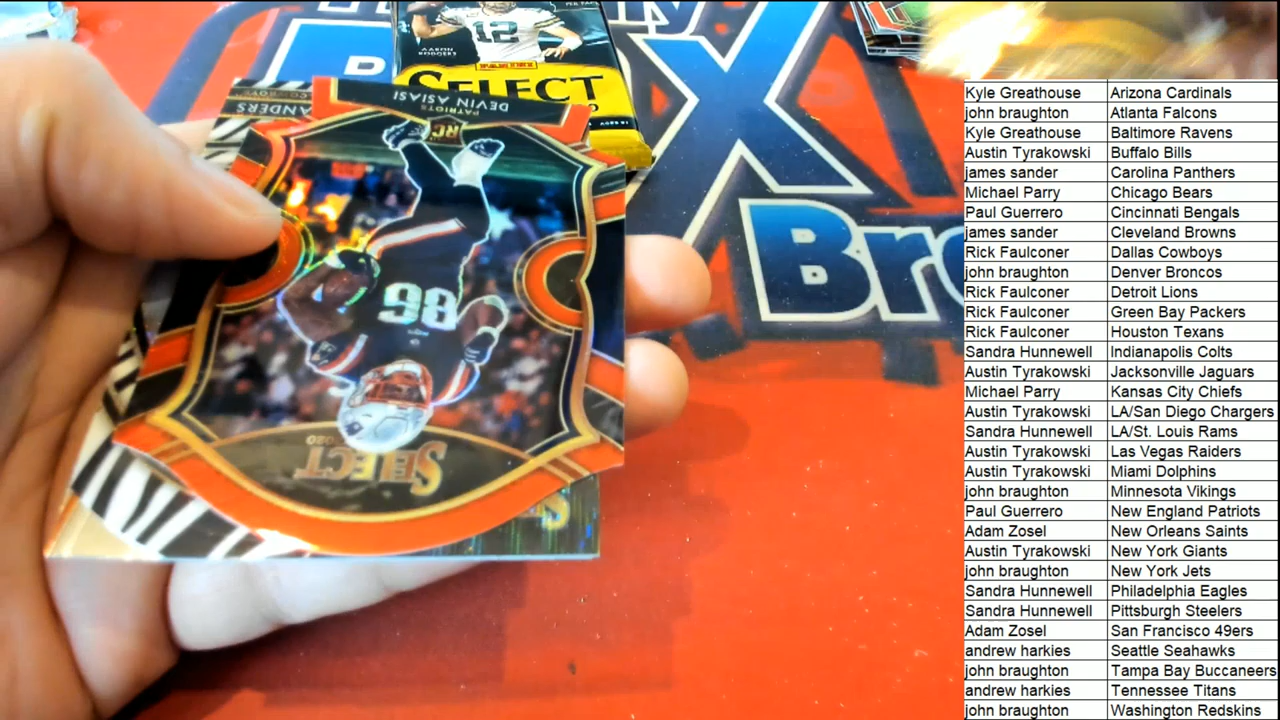 12
AARON
RODGERS
PANINI
SELECT
COWBOYS
ANDERS
PATRIOTS
DEVIN ASIASI
RC
86
SELECT
2020
X
Bro
Kyle Greathouse Arizona Cardinals
john braughton Atlanta Falcons
Kyle Greathouse Baltimore Ravens
Austin Tyrakowski Buffalo Bills
james sander Carolina Panthers
Michael Parry Chicago Bears
Paul Guerrero Cincinnati Bengals
james sander Cleveland Browns
Rick Faulconer Dallas Cowboys
john braughton Denver Broncos
Rick Faulconer Detroit Lions
Rick Faulconer Green Bay Packers
Rick Faulconer Houston Texans
Sandra Hunnewell Indianapolis Colts
Austin Tyrakowski Jacksonville Jaguars
Michael Parry Kansas City Chiefs
Austin Tyrakowski LA/San Diego Chargers
Sandra Hunnewell LA/St. Louis Rams
Austin Tyrakowski Las Vegas Raiders
Austin Tyrakowski Miami Dolphins
john braughton Minnesota Vikings
Paul Guerrero New England Patriots
Adam Zosel New Orleans Saints
Austin Tyrakowski New York Giants
john braughton New York Jets
Sandra Hunnewell Philadelphia Eagles
Sandra Hunnewell Pittsburgh Steelers
Adam Zosel San Francisco 49ers
andrew harkies Seattle Seahawks
john braughton Tampa Bay Buccaneers
andrew harkies Tennessee Titans
john braughton Washington Redskins